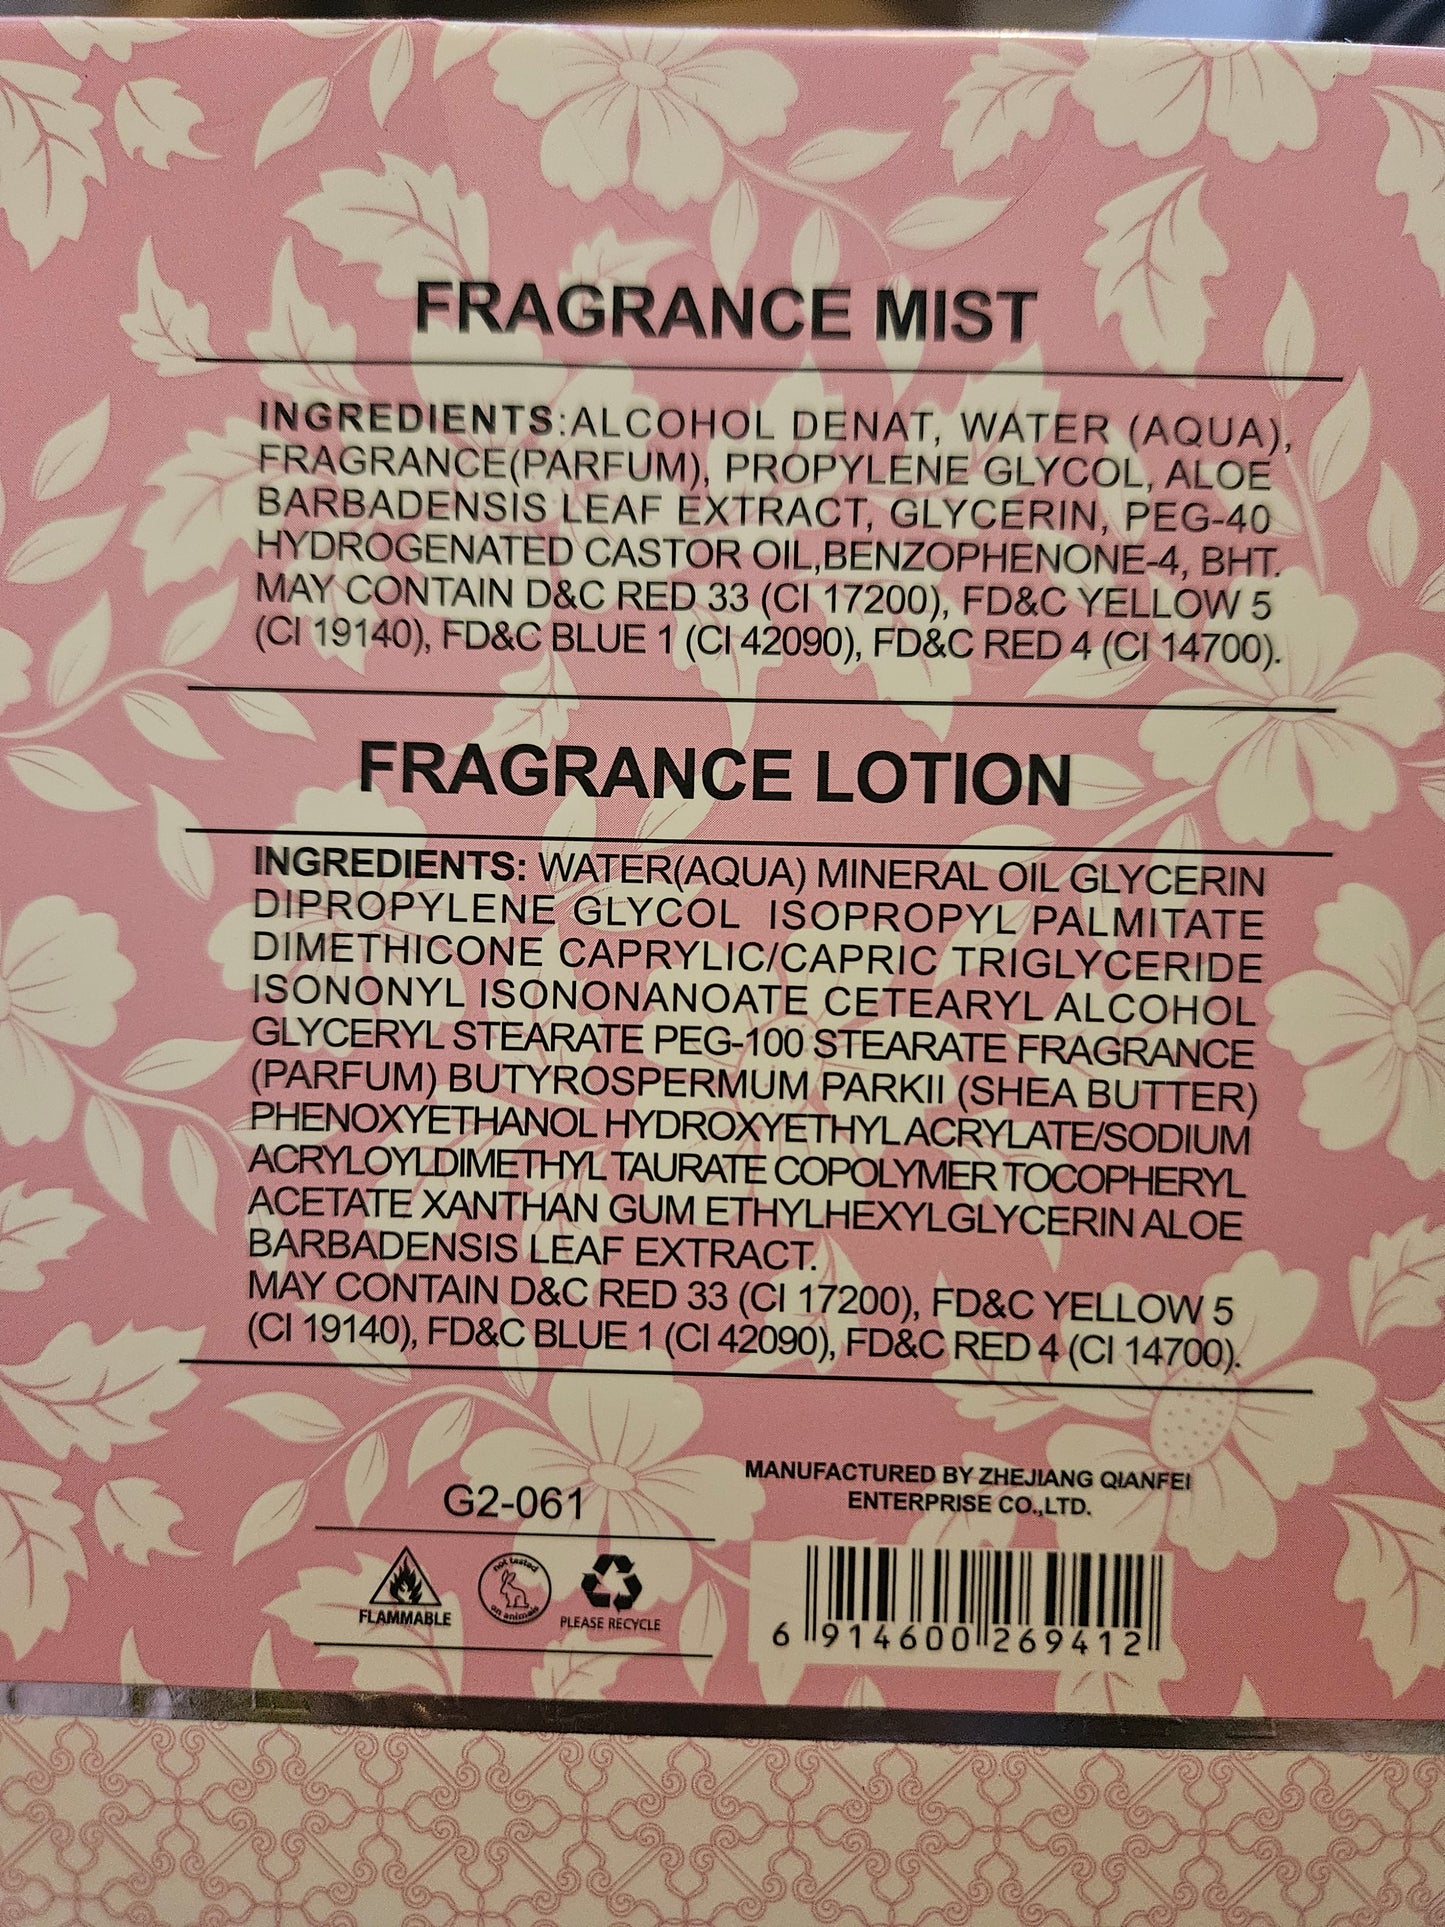 FRAGRANCE MIST
INGREDIENTS:ALCOHOL DENAT, WATER (AQUA),
FRAGRANCE(PARFUM), PROPYLENE GLYCOL, ALOE
BARBADENSIS LEAF EXTRACT, GLYCERIN, PEG-40
HYDROGENATED CASTOR OIL,BENZOPHENONE-4, BHT.
MAY CONTAIN D&C RED 33 (CI 17200), FD&C YELLOW 5
(CI 19140), FD&C BLUE 1 (CI 42090), FD&C RED 4 (CI 14700).
FRAGRANCE LOTION
INGREDIENTS: WATER(AQUA) MINERAL OIL GLYCERIN
DIPROPYLENE GLYCOL ISOPROPYL PALMITATE
DIMETHICONE CAPRYLIC/CAPRIC TRIGLYCERIDE
ISONONYL ISONONANOATE CETEARYL ALCOHOL
GLYCERYL STEARATE PEG-100 STEARATE FRAGRANCE
(PARFUM) BUTYROSPERMUM PARKII (SHEA BUTTER)
PHENOXYETHANOL HYDROXYETHYL ACRYLATE/SODIUM
ACRYLOYLDIMETHYL TAURATE COPOLYMER TOCOPHERYL
ACETATE XANTHAN GUM ETHYLHEXYLGLYCERIN ALOE
BARBADENSIS LEAF EXTRACT.
MAY CONTAIN D&C RED 33 (CI 17200), FD&C YELLOW 5
(CI 19140), FD&C BLUE 1 (CI 42090), FD&C RED 4 (CI 14700).
MANUFACTURED BY ZHEJIANG QIANFEI
ENTERPRISE CO.,LTD.
G2-061
FLAMMABLE
not tested
on animals
PLEASE RECYCLE
6 914600 269412